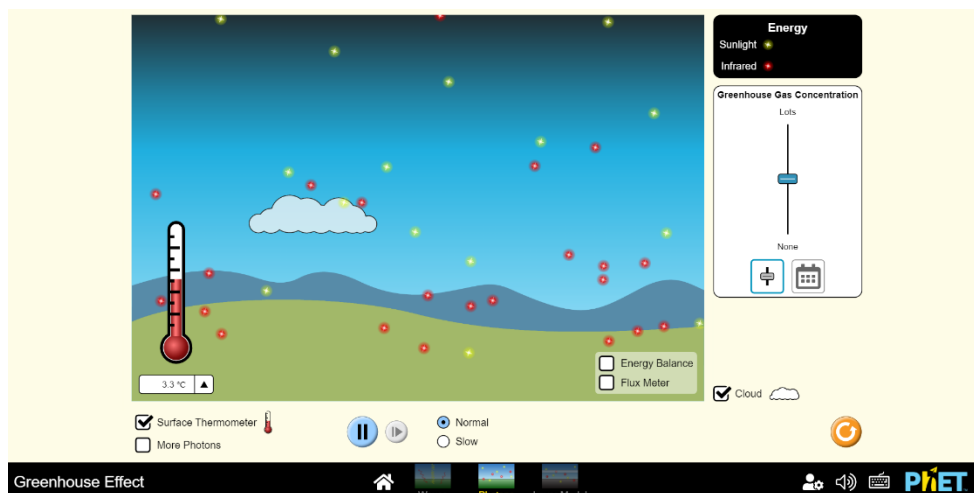 Energy
Sunlight
Infrared
Greenhouse Gas Concentration
Lots
None
3.3 °C
Energy Balance
Flux Meter
Cloud
Surface Thermometer
More Photons
Normal
Slow
Greenhouse Effect
PhET